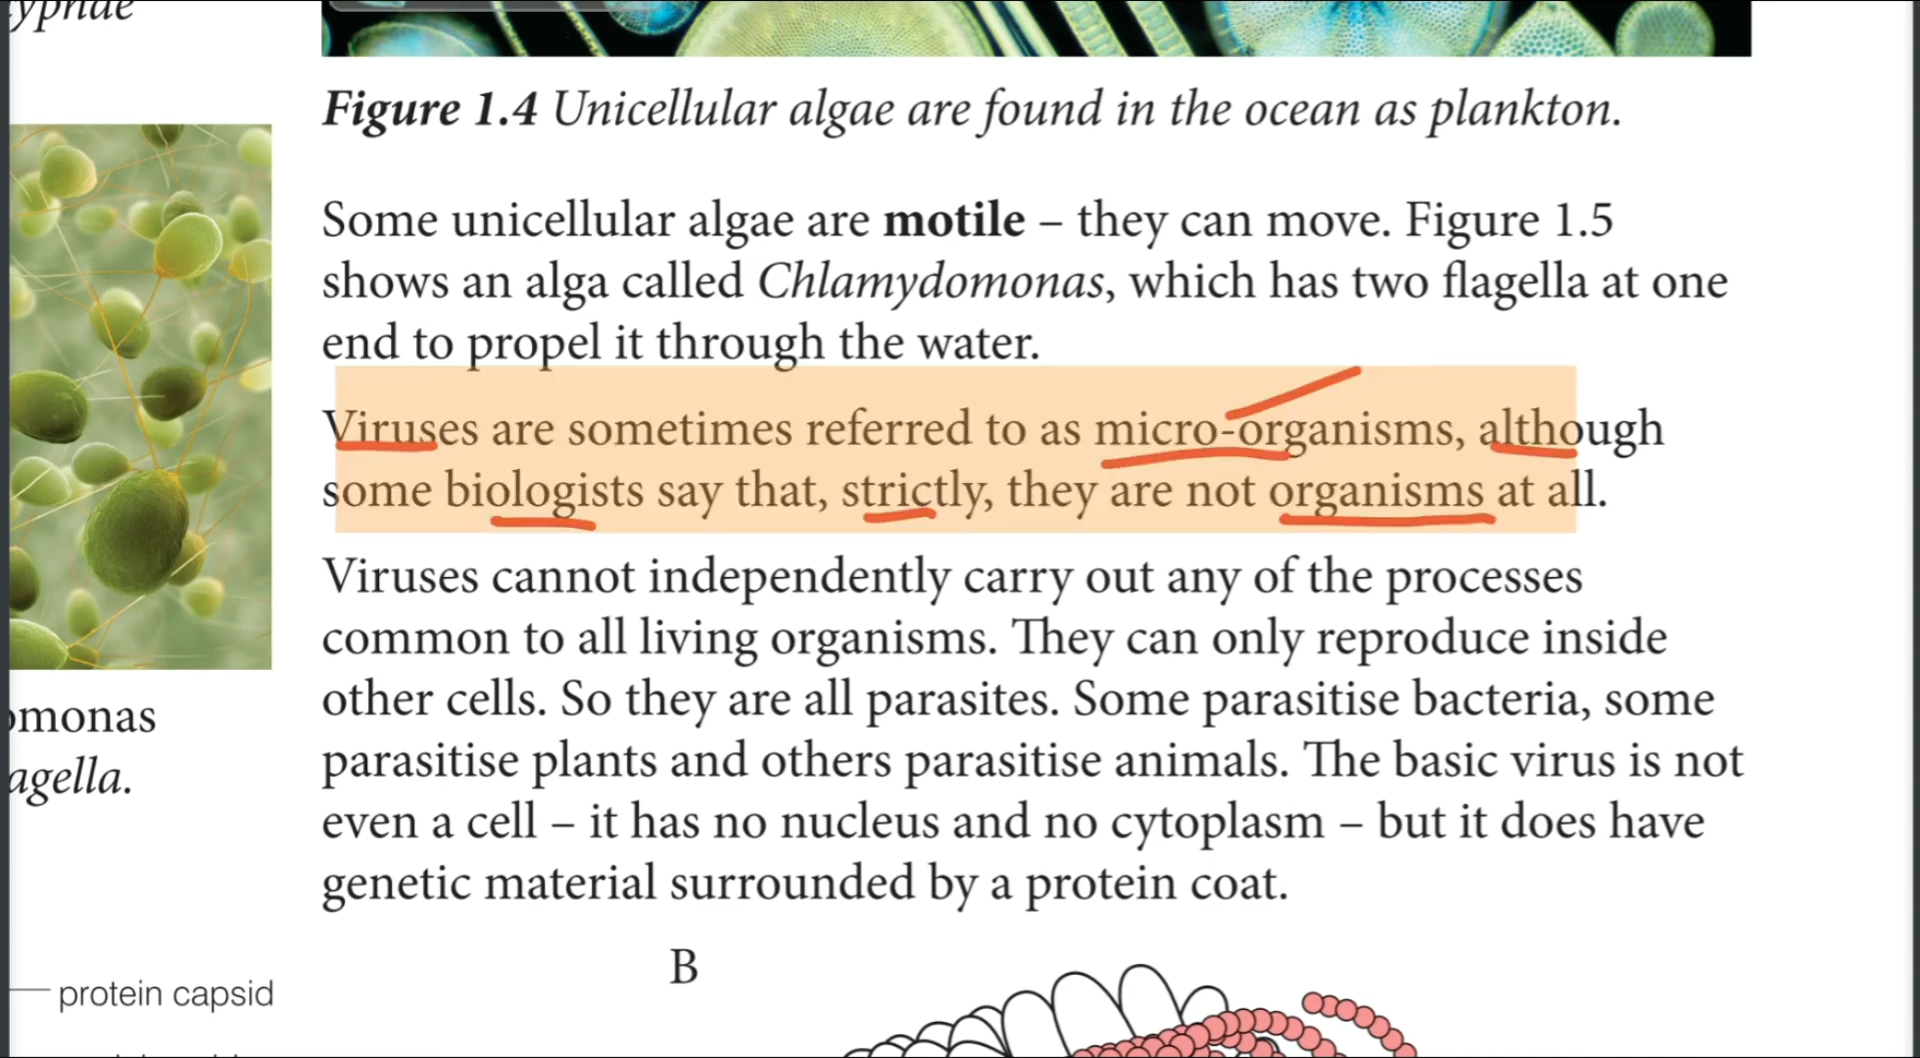 Figure 1.4 Unicellular algae are found in the ocean as plankton.
Some unicellular algae are motile – they can move. Figure 1.5
shows an alga called Chlamydomonas, which has two flagella at one
end to propel it through the water.
Viruses are sometimes referred to as micro-organisms, although
some biologists say that, strictly, they are not organisms at all.
Viruses cannot independently carry out any of the processes
common to all living organisms. They can only reproduce inside
other cells. So they are all parasites. Some parasitise bacteria, some
parasitise plants and others parasitise animals. The basic virus is not
even a cell – it has no nucleus and no cytoplasm – but it does have
genetic material surrounded by a protein coat.
omonas
agella.
protein capsid
B